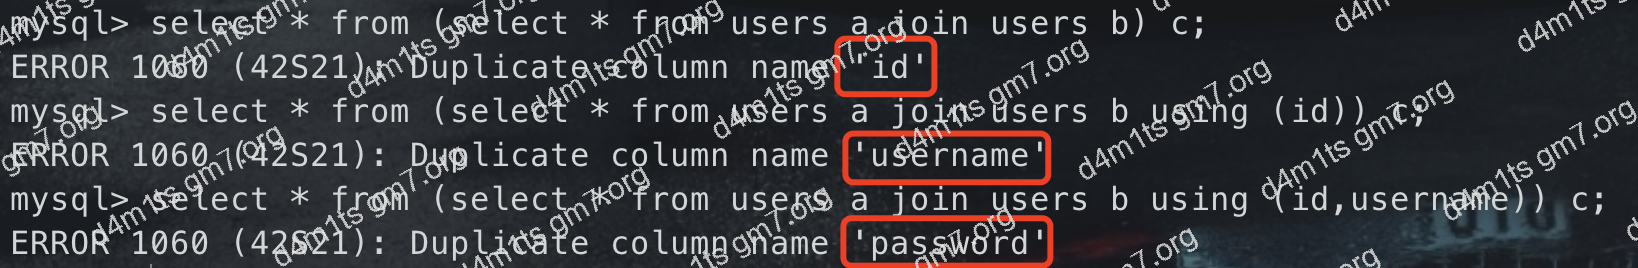 mysql> select * from (select * from users a join users b) c;
ERROR 1060 (42S21): Duplicate column name 'id'
mysql> select * from (select * from users a join users b using (id)) c;
ERROR 1060 (42S21): Duplicate column name 'username'
mysql> select * from (select * from users a join users b using (id,username)) c;
ERROR 1060 (42S21): Duplicate column name 'password'
d4m1ts gm7.org